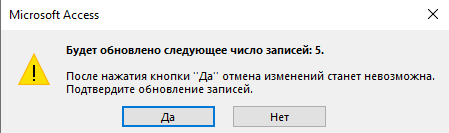 Microsoft Access
Будет обновлено следующее число записей: 5.
После нажатия кнопки "Да" отмена изменений станет невозможна.
Подтвердите обновление записей.
Да
Нет